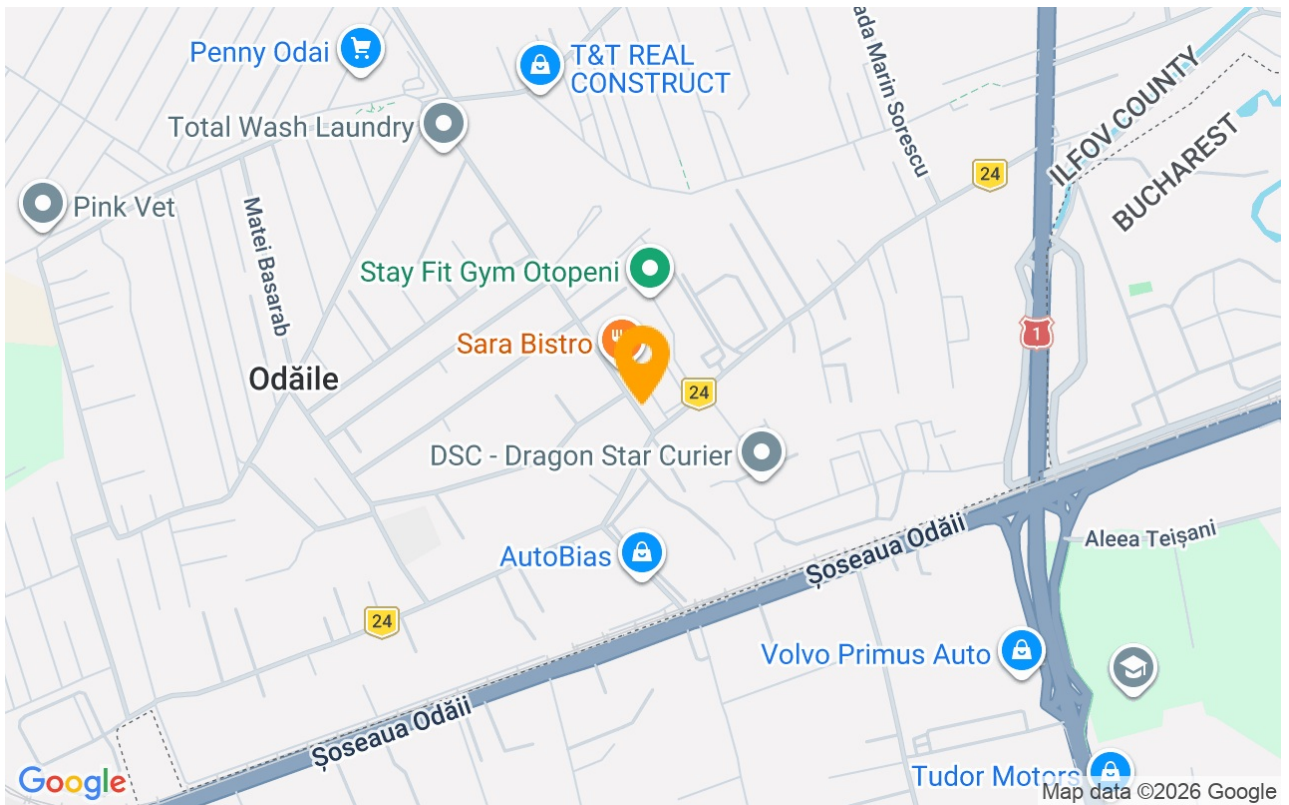 Penny Odai
T&T REAL
CONSTRUCT
Total Wash Laundry
ada Marin Sorescu
ILFOV COUNTY
BUCHAREST
24
Pink Vet
Matei Basarab
Stay Fit Gym Otopeni
Sara Bistro
1
Odăile
24
DSC - Dragon Star Curier
AutoBias
Șoseaua Odăii
Aleea Teișani
24
Volvo Primus Auto
Șoseaua Odăii
Google
Tudor Motors
Map data ©2026 Google